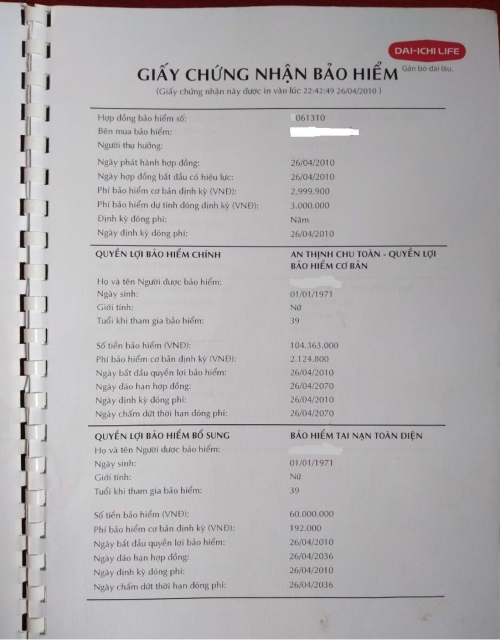 DAI-ICHI LIFE
Gắn bó dài lâu.
GIẤY CHỨNG NHẬN BẢO HIỂM
(Giấy chứng nhận này được in vào lúc 22:42:49 26/04/2010 )
Hợp đồng bảo hiểm số: 061310
Bên mua bảo hiểm:
Người thụ hưởng:
Ngày phát hành hợp đồng: 26/04/2010
Ngày hợp đồng bắt đầu có hiệu lực: 26/04/2010
Phí bảo hiểm cơ bản định kỳ (VNĐ): 2.999.900
Phí bảo hiểm dự tính đóng định kỳ (VNĐ): 3.000.000
Định kỳ đóng phí: Năm
Ngày định kỳ đóng phí: 26/04/2010
QUYỀN LỢI BẢO HIỂM CHÍNH AN THỊNH CHU TOÀN - QUYỀN LỢI
BẢO HIỂM CƠ BẢN
Họ và tên Người được bảo hiểm:
Ngày sinh: 01/01/1971
Giới tính: Nữ
Tuổi khi tham gia bảo hiểm: 39
Số tiền bảo hiểm (VNĐ): 104.363.000
Phí bảo hiểm cơ bản định kỳ (VNĐ): 2.124.800
Ngày bắt đầu quyền lợi bảo hiểm: 26/04/2010
Ngày đáo hạn hợp đồng: 26/04/2070
Ngày định kỳ đóng phí: 26/04/2010
Ngày chấm dứt thời hạn đóng phí: 26/04/2070
QUYỀN LỢI BẢO HIỂM BỔ SUNG BẢO HIỂM TAI NẠN TOÀN DIỆN
Họ và tên Người được bảo hiểm:
Ngày sinh: 01/01/1971
Giới tính: Nữ
Tuổi khi tham gia bảo hiểm: 39
Số tiền bảo hiểm (VNĐ): 60.000.000
Phí bảo hiểm cơ bản định kỳ (VNĐ): 192.000
Ngày bắt đầu quyền lợi bảo hiểm: 26/04/2010
Ngày đáo hạn hợp đồng: 26/04/2036
Ngày định kỳ đóng phí: 26/04/2010
Ngày chấm dứt thời hạn đóng phí: 26/04/2036